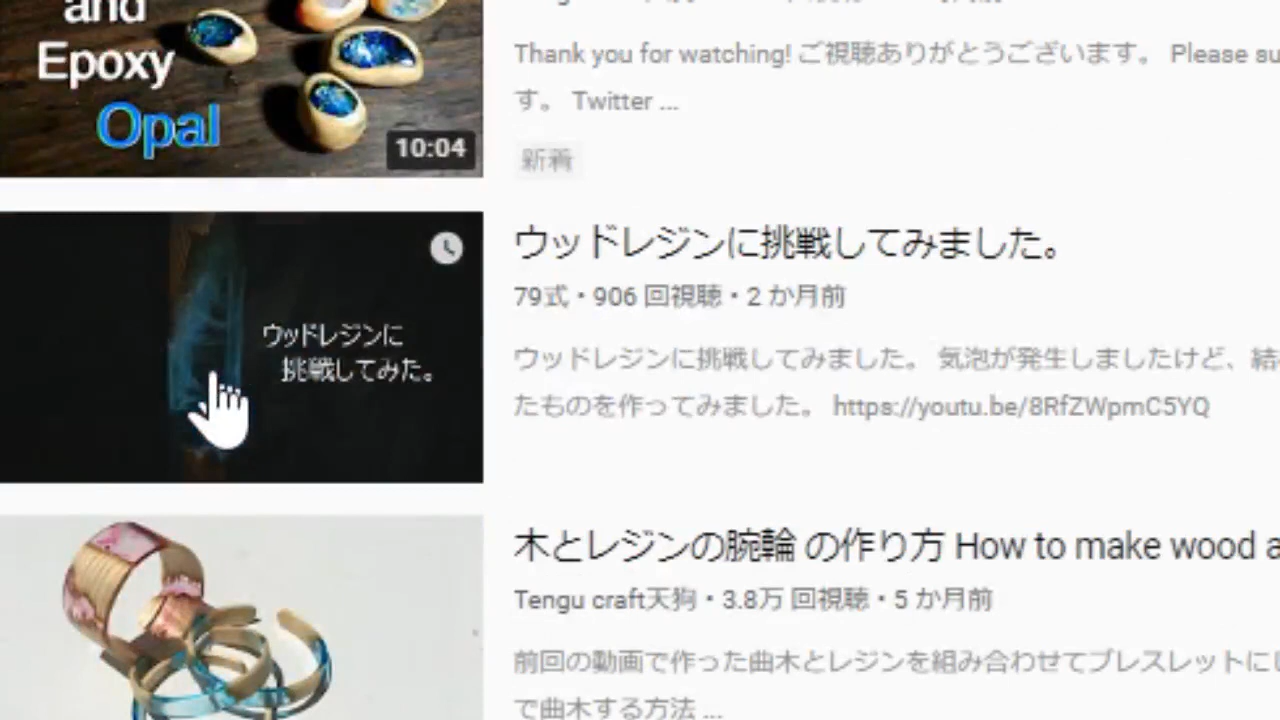 and
Epoxy
Opal
10:04
Thank you for watching! ご視聴ありがとうございます。 Please su
す。 Twitter ...
新着
ウッドレジンに
挑戦してみた。
ウッドレジンに挑戦してみました。
79式・906 回視聴・2 か月前
ウッドレジンに挑戦してみました。 気泡が発生しましたけど、結
たものを作ってみました。 https://youtu.be/8RfZWpmC5YQ
木とレジンの腕輪 の作り方 How to make wood a
Tengu craft天狗・3.8万 回視聴・5 か月前
前回の動画で作った曲木とレジンを組み合わせてブレスレットにし
で曲木する方法 ...